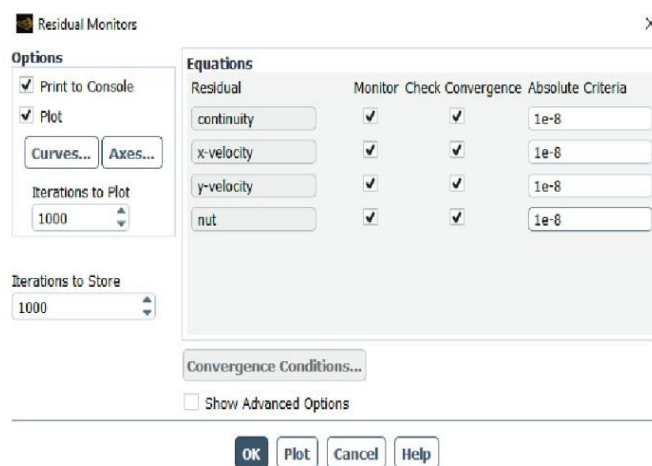 Residual Monitors
Options
Print to Console
Plot
Curves... Axes...
Iterations to Plot
1000
Iterations to Store
1000
Equations
Residual Monitor Check Convergence Absolute Criteria
continuity 1e-8
x-velocity 1e-8
y-velocity 1e-8
nut 1e-8
Convergence Conditions...
Show Advanced Options
OK Plot Cancel Help